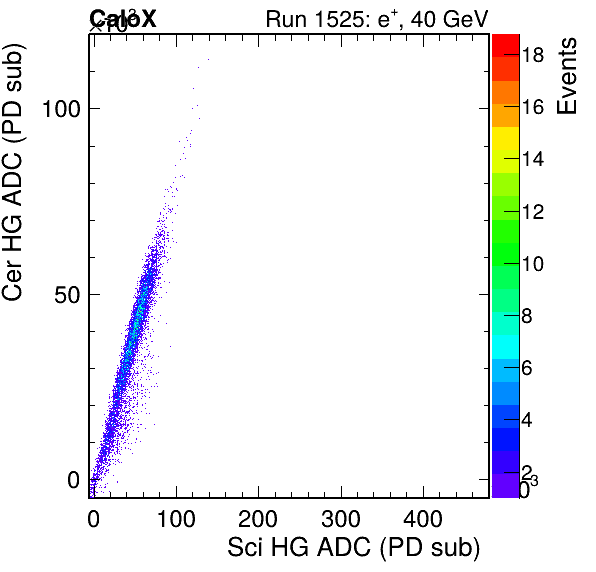 CaloX
×10³
Run 1525: e⁺, 40 GeV
Events
Cer HG ADC (PD sub)
100
50
0
18
16
14
12
10
8
6
4
2
0
0 100 200 300 400
Sci HG ADC (PD sub)